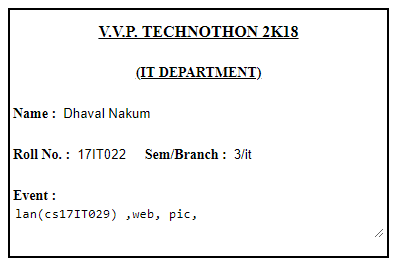 V.V.P. TECHNOTHON 2K18
(IT DEPARTMENT)
Name : Dhaval Nakum
Roll No. : 17IT022 Sem/Branch : 3/it
Event :
lan(cs17IT029) ,web, pic,